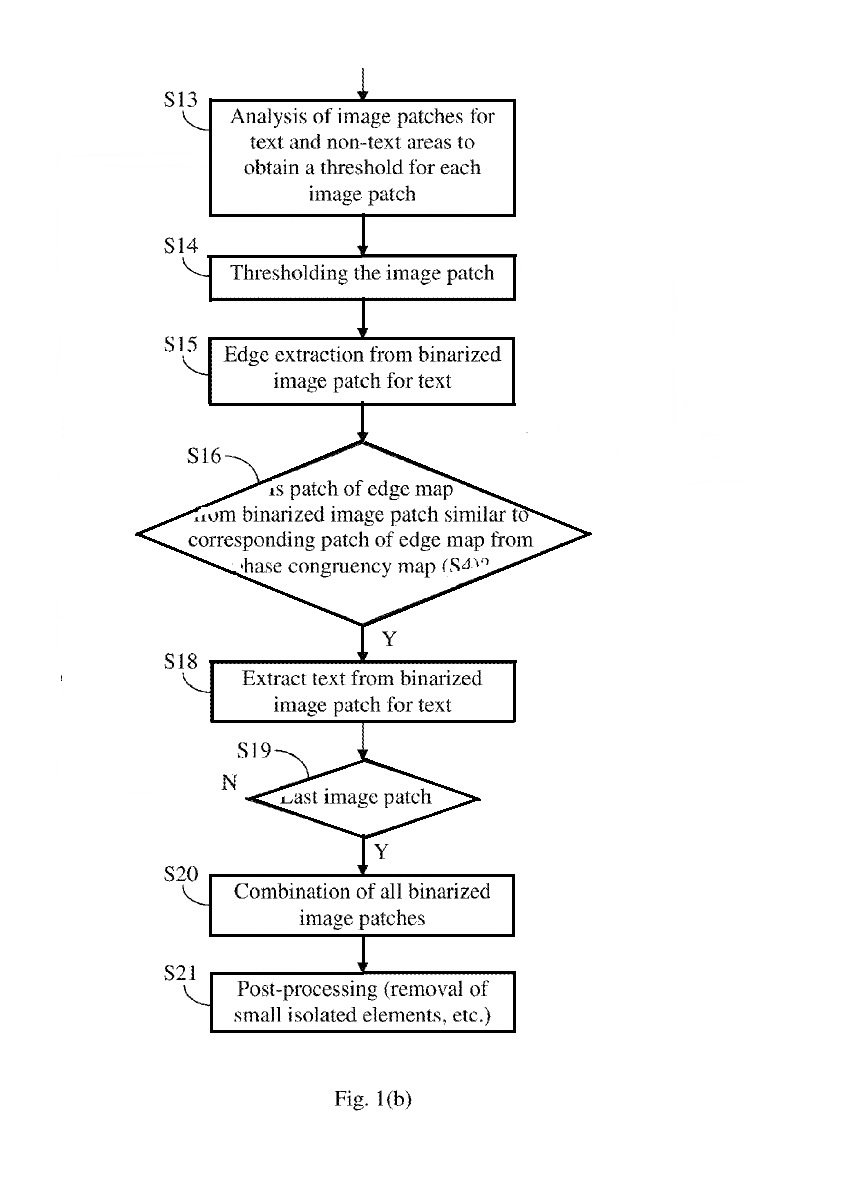 S13
Analysis of image patches for
text and non-text areas to
obtain a threshold for each
image patch
S14
Thresholding the image patch
S15
Edge extraction from binarized
image patch for text
S16
is patch of edge map
from binarized image patch similar to
corresponding patch of edge map from
phase congruency map (S4)?
Y
S18
Extract text from binarized
image patch for text
S19
N
Last image patch
Y
S20
Combination of all binarized
image patches
S21
Post-processing (removal of
small isolated elements, etc.)
Fig. 1(b)